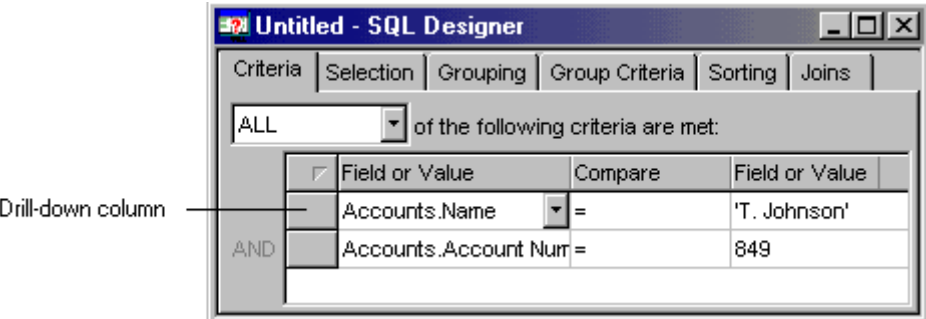 Untitled - SQL Designer
Criteria Selection Grouping Group Criteria Sorting Joins
ALL of the following criteria are met:
Field or Value Compare Field or Value
Drill-down column Accounts.Name = 'T. Johnson'
AND Accounts.Account Num = 849